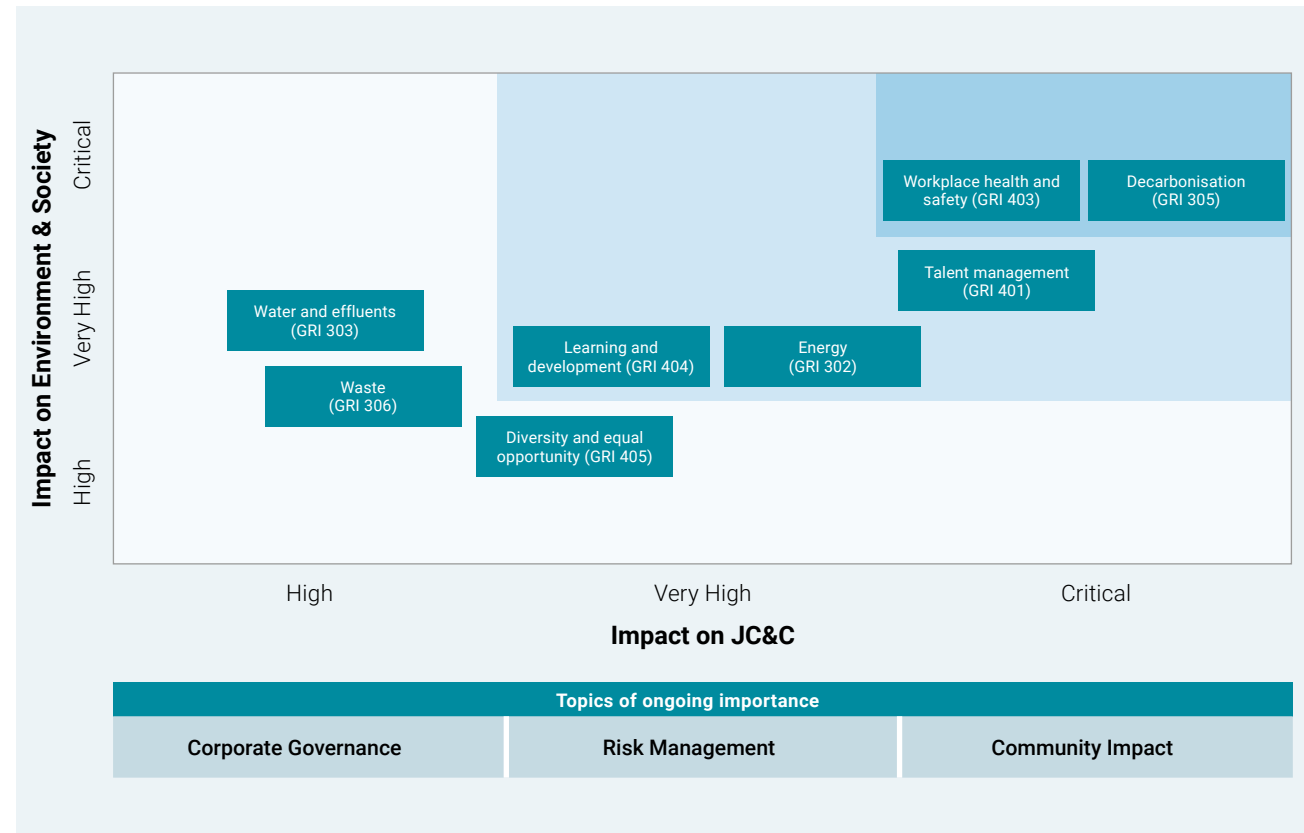 Impact on Environment & Society
Critical
Very High
High
Workplace health and
safety (GRI 403)
Decarbonisation
(GRI 305)
Talent management
(GRI 401)
Water and effluents
(GRI 303)
Learning and
development (GRI 404)
Energy
(GRI 302)
Waste
(GRI 306)
Diversity and equal
opportunity (GRI 405)
High
Very High
Critical
Impact on JC&C
Topics of ongoing importance
Corporate Governance
Risk Management
Community Impact